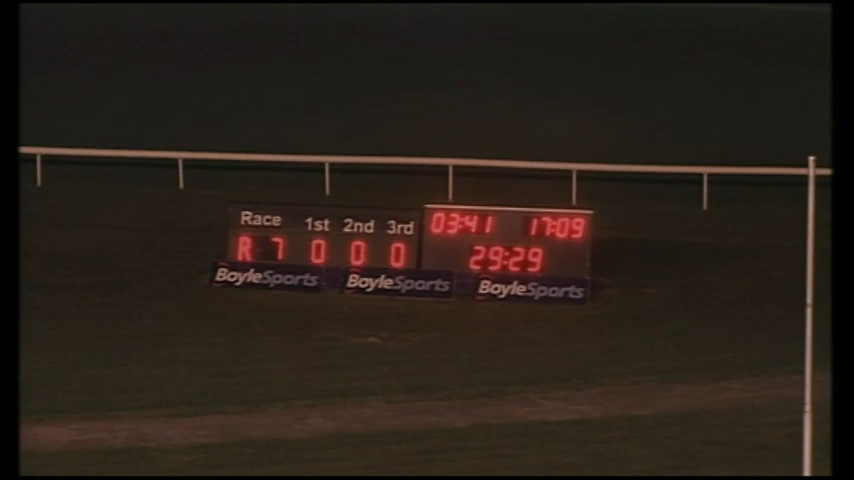 Race 1st 2nd 3rd
R 7 0 0 0
03:41 17:09
29:29
BoyleSports BoyleSports BoyleSports